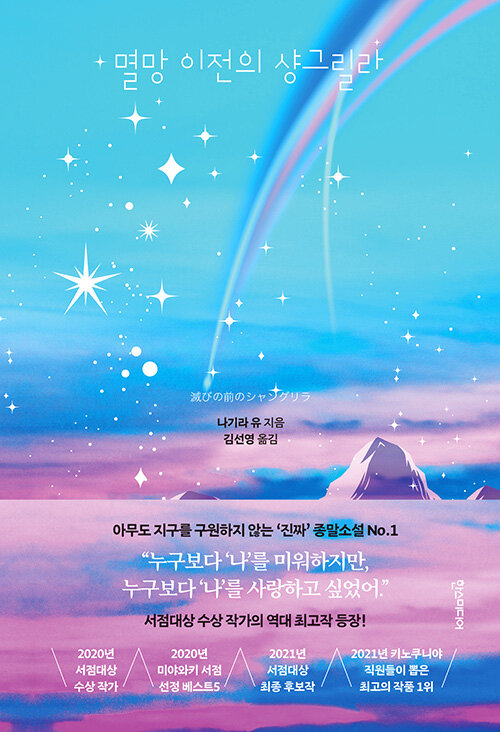 멸망 이전의 샹그릴라
滅びの前のシャングリラ
나기라 유 지음
김선영 옮김
아무도 지구를 구원하지 않는 ‘진짜’ 종말소설 No.1
“누구보다 ‘나’를 미워하지만,
누구보다 ‘나’를 사랑하고 싶었어.”
서점대상 수상 작가의 역대 최고작 등장!
2020년
서점대상
수상 작가
2020년
미야와키 서점
선정 베스트5
2021년
서점대상
최종 후보작
2021년 키노쿠니야
직원들이 뽑은
최고의 작품 1위